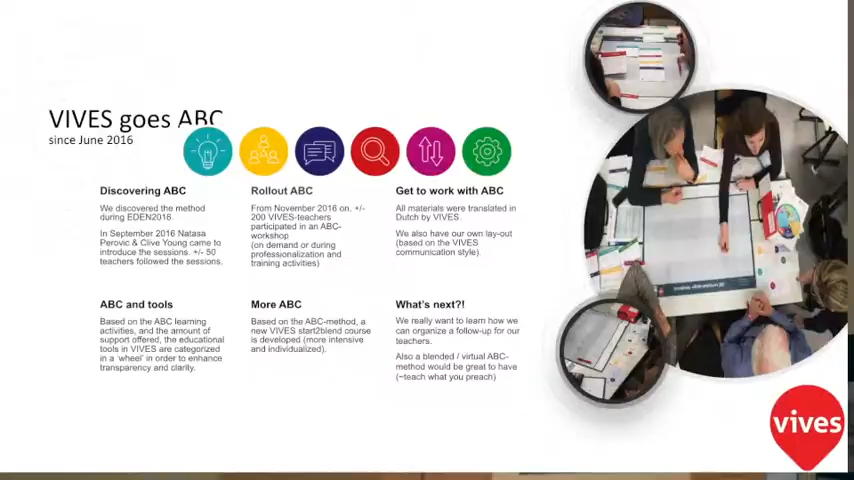 VIVES goes ABC
since June 2016
Discovering ABC
We discovered the method
during EDEN2016
In September 2016 Natasa
Perovic & Clive Young came to
introduce the sessions. +/- 50
teachers followed the sessions.
Rollout ABC
From November 2016 on, +/-
200 VIVES-teachers
participated in an ABC-
workshop
(on demand or during
professionalization and
training activities)
Get to work with ABC
All materials were translated in
Dutch by VIVES
We also have our own lay-out
(based on the VIVES
communication style).
ABC and tools
Based on the ABC learning
activities, and the amount of
support offered, the educational
tools in VIVES are categorized
in a 'wheel' in order to enhance
transparency and clarity.
More ABC
Based on the ABC-method, a
new VIVES start2blend course
is developed (more intensive
and individualized).
What's next?!
We really want to learn how we
can organize a follow-up for our
teachers.
Also a blended / virtual ABC-
method would be great to have
(~teach what you preach)
vives